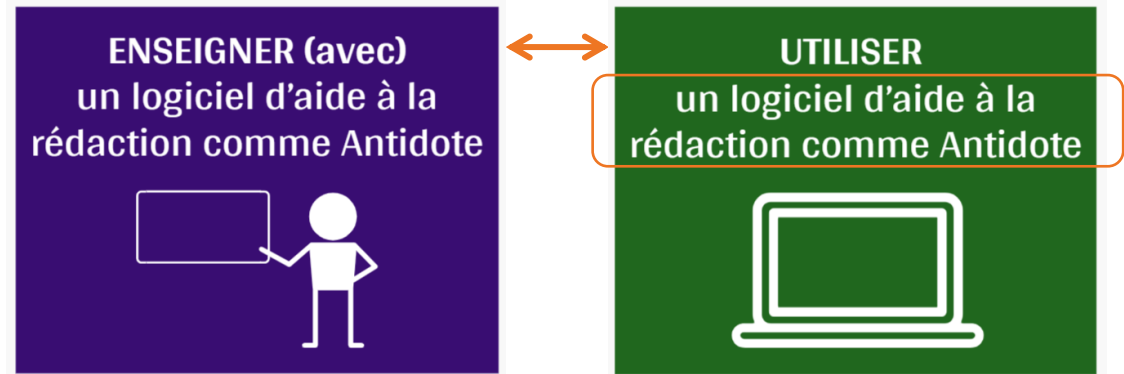 ENSEIGNER (avec)
un logiciel d'aide à la
rédaction comme Antidote
UTILISER
un logiciel d'aide à la
rédaction comme Antidote